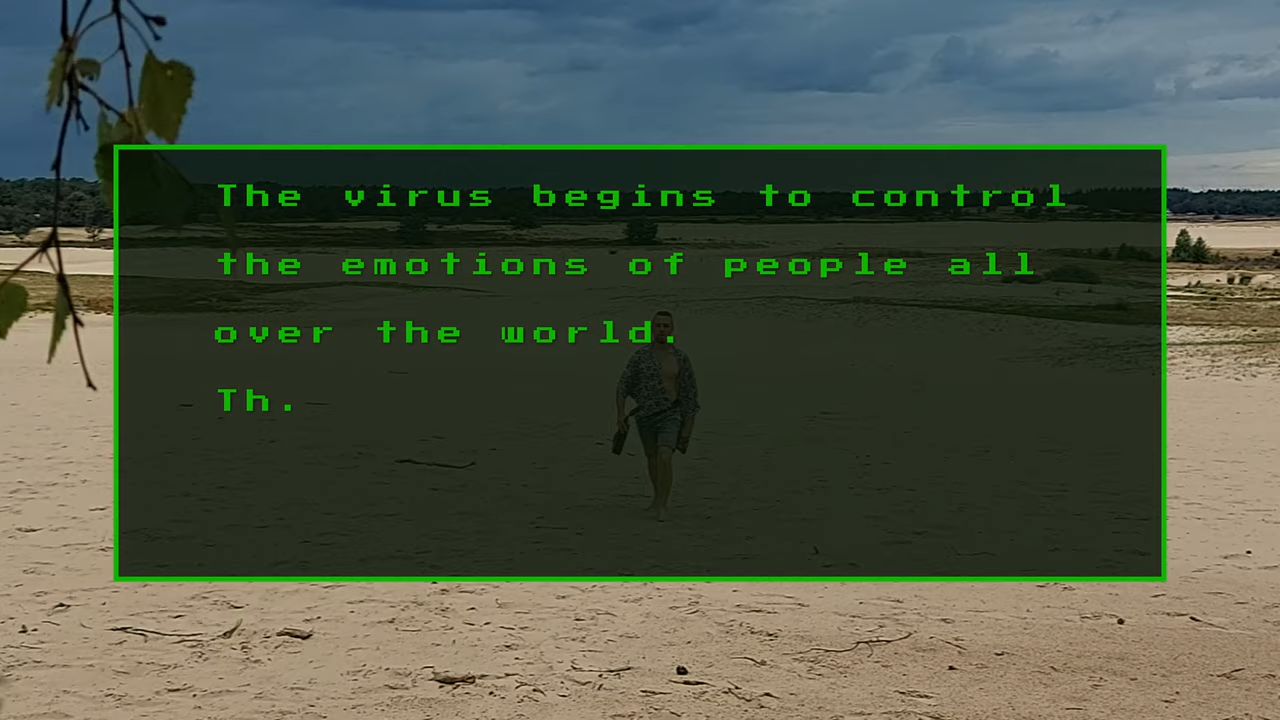 The virus begins to control
the emotions of people all
over the world.
Th.